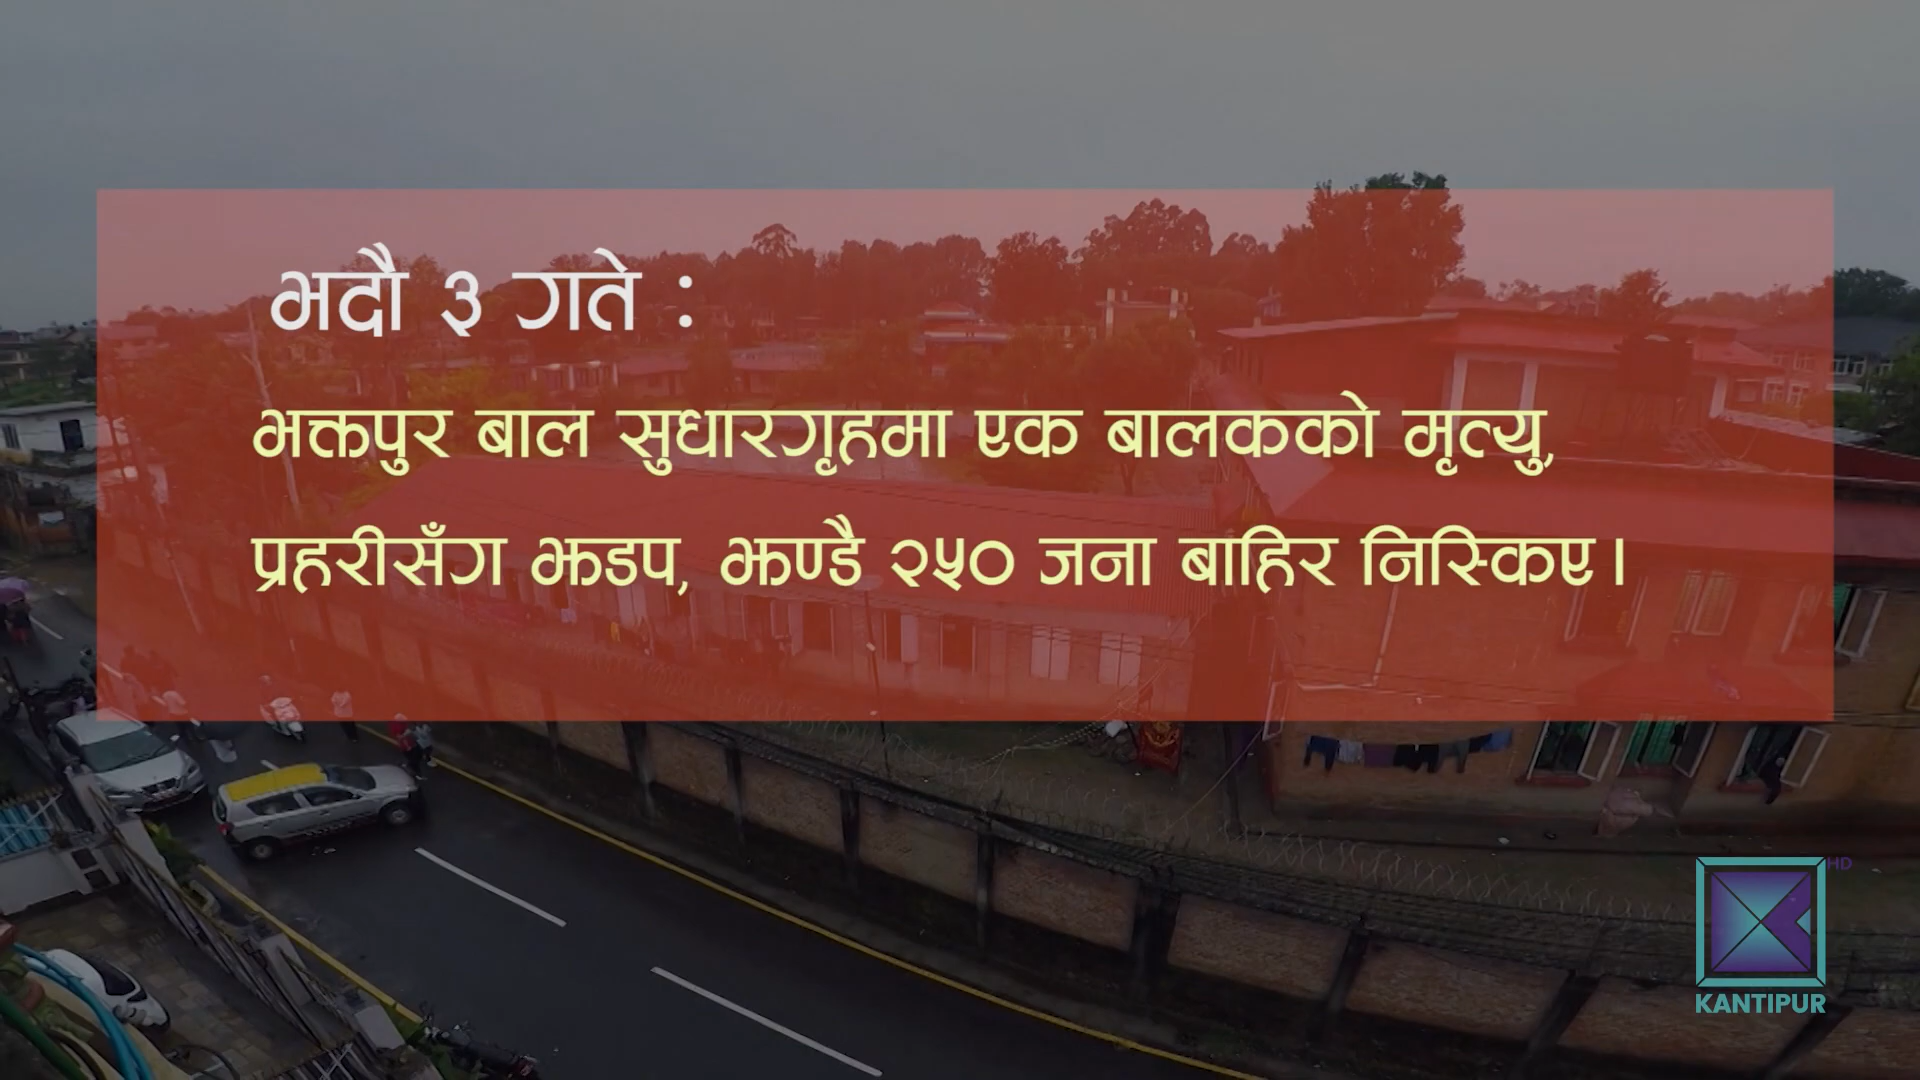 भदौ ३ गते :
भक्तपुर बाल सुधारगृहमा एक बालकको मृत्यु,
प्रहरीसँग झडप, झण्डै २५० जना बाहिर निस्किए।
HD
KANTIPUR